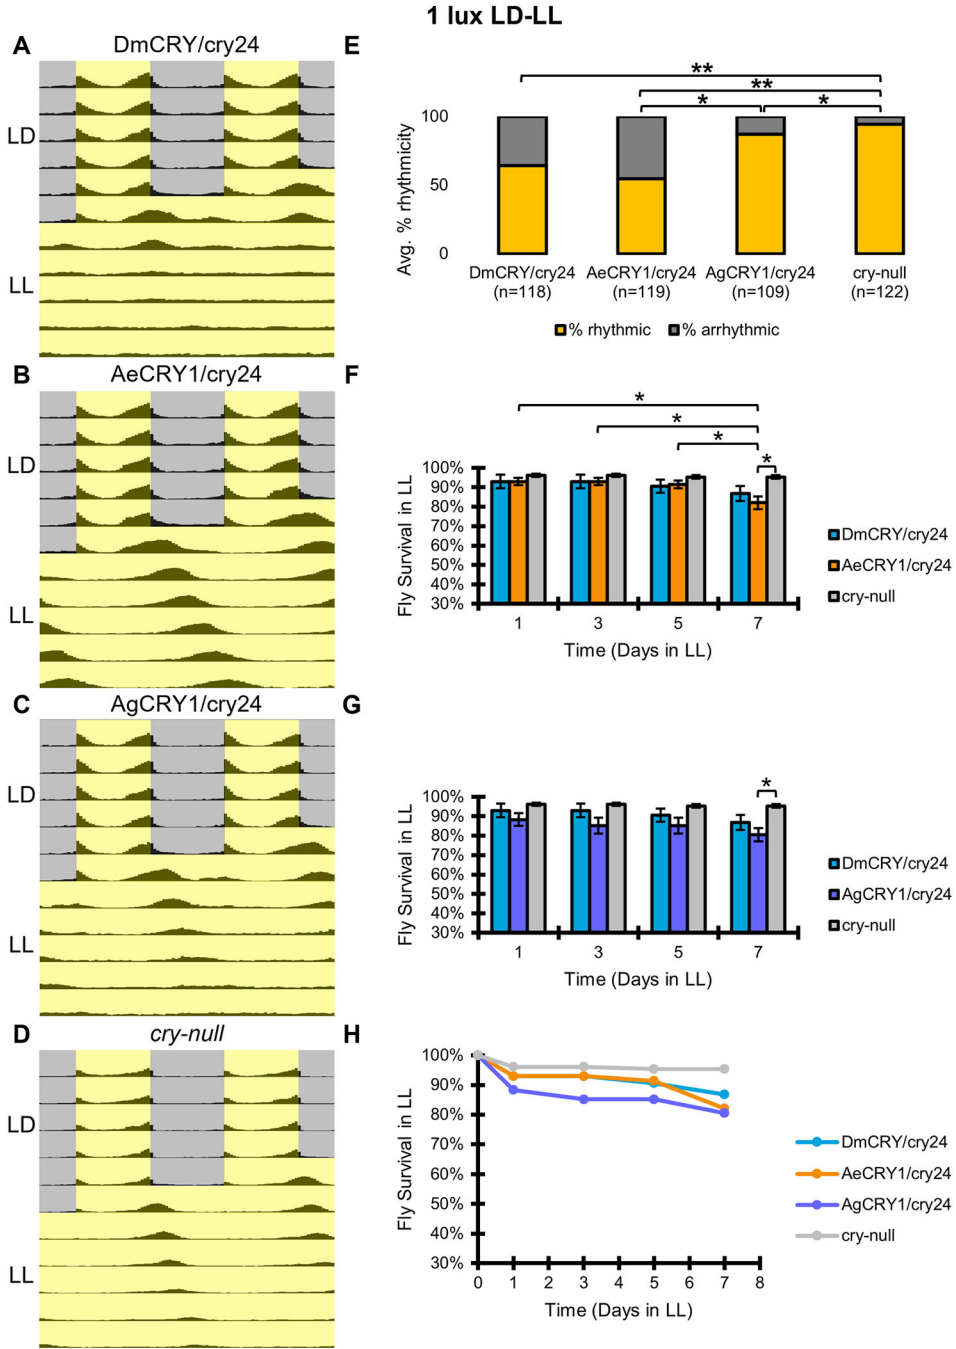 1 lux LD-LL
A
DmCRY/cry24
LD
LL
B
AeCRY1/cry24
LD
LL
C
AgCRY1/cry24
LD
LL
D
cry-null
LD
LL
E
**
**
*
*
Avg. % rhythmicity
100
50
0
DmCRY/cry24
(n=118)
AeCRY1/cry24
(n=119)
AgCRY1/cry24
(n=109)
cry-null
(n=122)
% rhythmic
% arrhythmic
F
*
*
*
*
Fly Survival in LL
100%
90%
80%
70%
60%
50%
40%
30%
1 3 5 7
Time (Days in LL)
DmCRY/cry24
AeCRY1/cry24
cry-null
G
*
Fly Survival in LL
100%
90%
80%
70%
60%
50%
40%
30%
1 3 5 7
Time (Days in LL)
DmCRY/cry24
AgCRY1/cry24
cry-null
H
Fly Survival in LL
100%
90%
80%
70%
60%
50%
40%
30%
0 1 2 3 4 5 6 7 8
Time (Days in LL)
DmCRY/cry24
AeCRY1/cry24
AgCRY1/cry24
cry-null